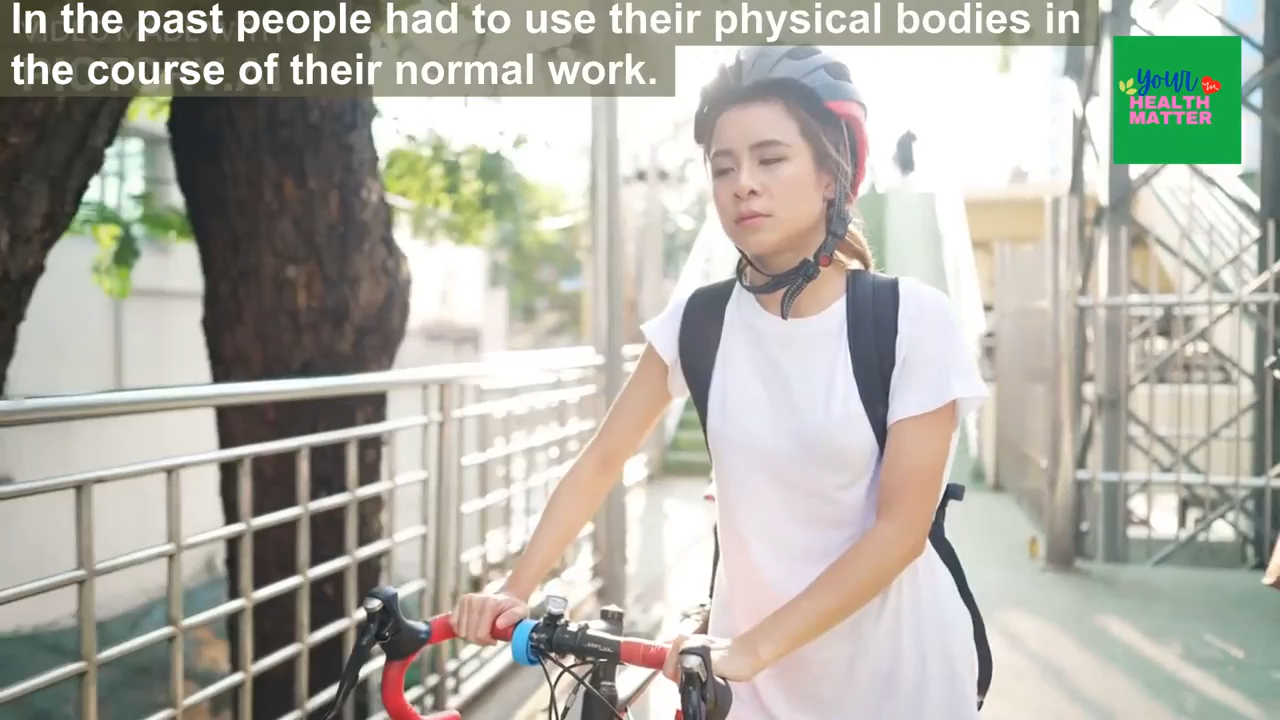 In the past people had to use their physical bodies in
the course of their normal work.
Your
HEALTH
MATTER